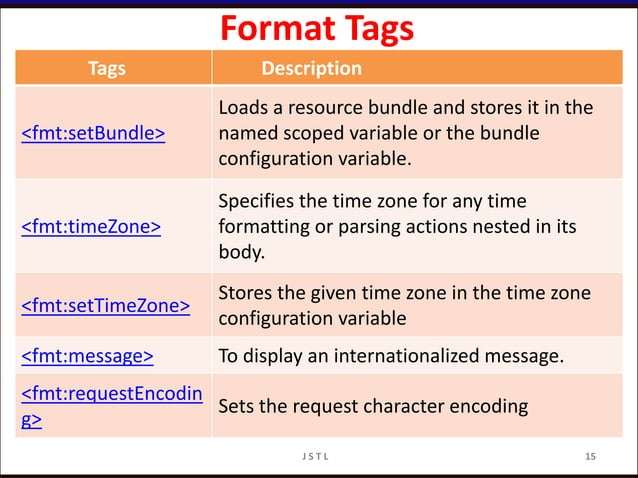 Format Tags
Tags Description
<fmt:setBundle> Loads a resource bundle and stores it in the
named scoped variable or the bundle
configuration variable.
<fmt:timeZone> Specifies the time zone for any time
formatting or parsing actions nested in its
body.
<fmt:setTimeZone> Stores the given time zone in the time zone
configuration variable
<fmt:message> To display an internationalized message.
<fmt:requestEncodin
g> Sets the request character encoding
J S T L 15